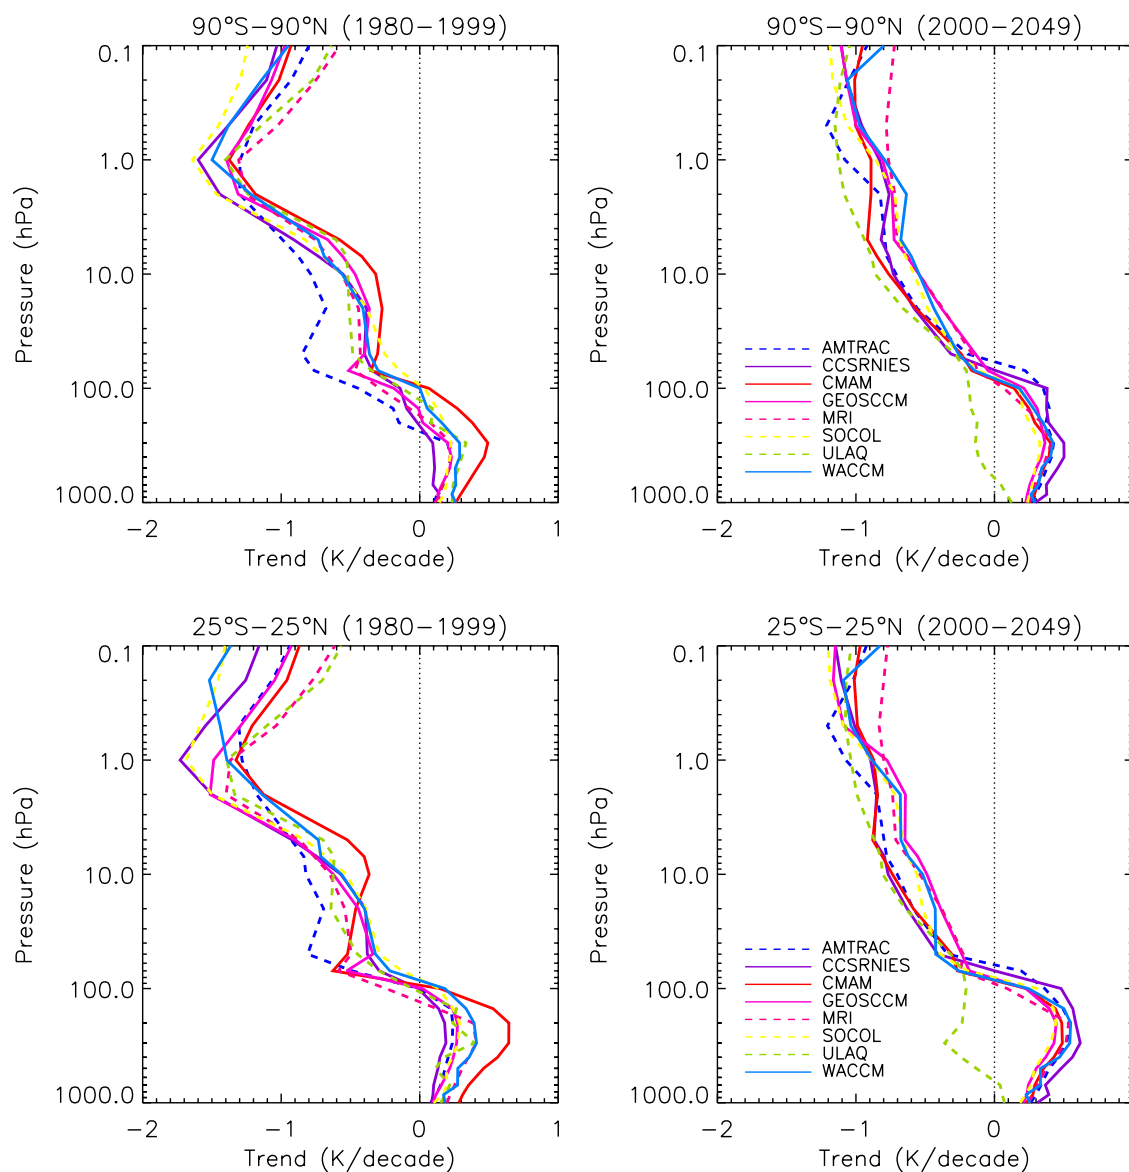 90°S−90°N (1980−1999)
0.1
1.0
10.0
100.0
1000.0
Pressure (hPa)
−2
−1
0
1
Trend (K/decade)
90°S−90°N (2000−2049)
0.1
1.0
10.0
100.0
1000.0
Pressure (hPa)
AMTRAC
CCSRNIES
CMAM
GEOSCCM
MRI
SOCOL
ULAQ
WACCM
−2
−1
0
Trend (K/decade)
25°S−25°N (1980−1999)
0.1
1.0
10.0
100.0
1000.0
Pressure (hPa)
−2
−1
0
1
Trend (K/decade)
25°S−25°N (2000−2049)
0.1
1.0
10.0
100.0
1000.0
Pressure (hPa)
AMTRAC
CCSRNIES
CMAM
GEOSCCM
MRI
SOCOL
ULAQ
WACCM
−2
−1
0
Trend (K/decade)